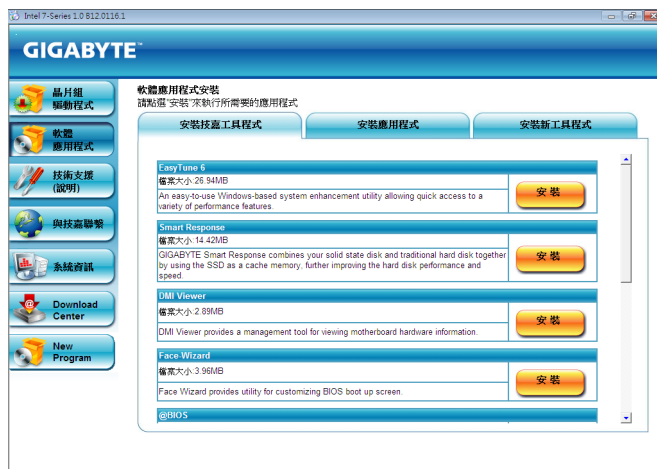 Intel 7-Series 1.0 B12.0116.1
GIGABYTE™
晶片組
驅動程式
軟體
應用程式
技術支援
(說明)
與技嘉聯繫
系統資訊
Download
Center
New
Program
軟體應用程式安裝
請點選"安裝"來執行所需要的應用程式
安裝技嘉工具程式
安裝應用程式
安裝新工具程式
EasyTune 6
檔案大小:26.94MB
An easy-to-use Windows-based system enhancement utility allowing quick access to a
variety of performance features.
安裝
Smart Response
檔案大小:14.42MB
GIGABYTE Smart Response combines your solid state disk and traditional hard disk together
by using the SSD as a cache memory, further improving the hard disk performance and
speed.
安裝
DMI Viewer
檔案大小:2.89MB
DMI Viewer provides a management tool for viewing motherboard hardware information.
安裝
Face-Wizard
檔案大小:3.96MB
Face Wizard provides utility for customizing BIOS boot up screen.
安裝
@BIOS